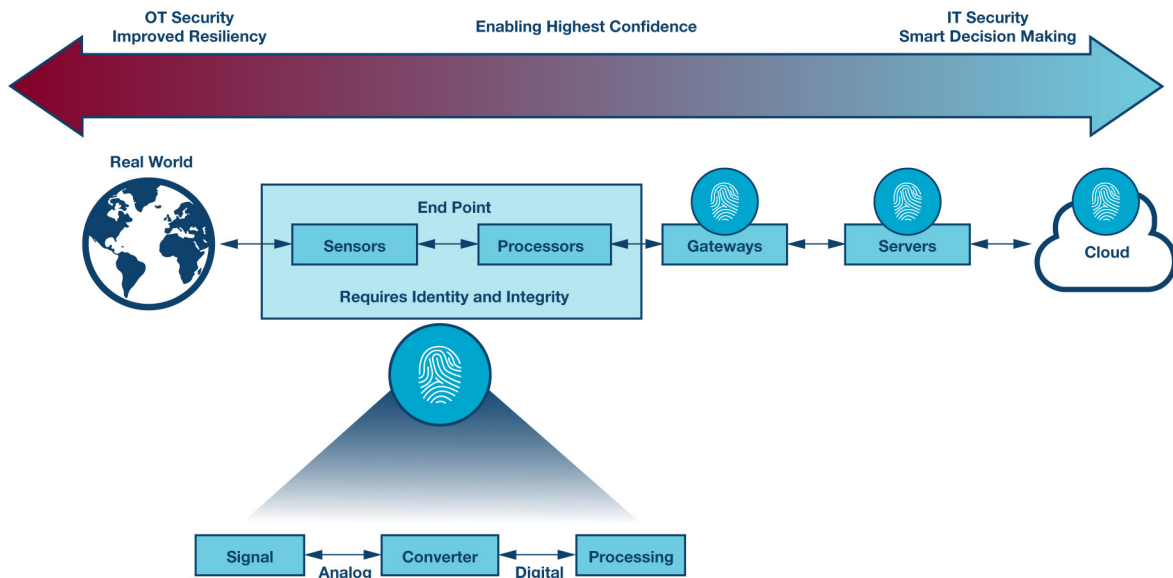 OT Security
Improved Resiliency
Enabling Highest Confidence
IT Security
Smart Decision Making
Real World
End Point
Sensors
Processors
Gateways
Servers
Cloud
Requires Identity and Integrity
Signal
Analog
Converter
Digital
Processing